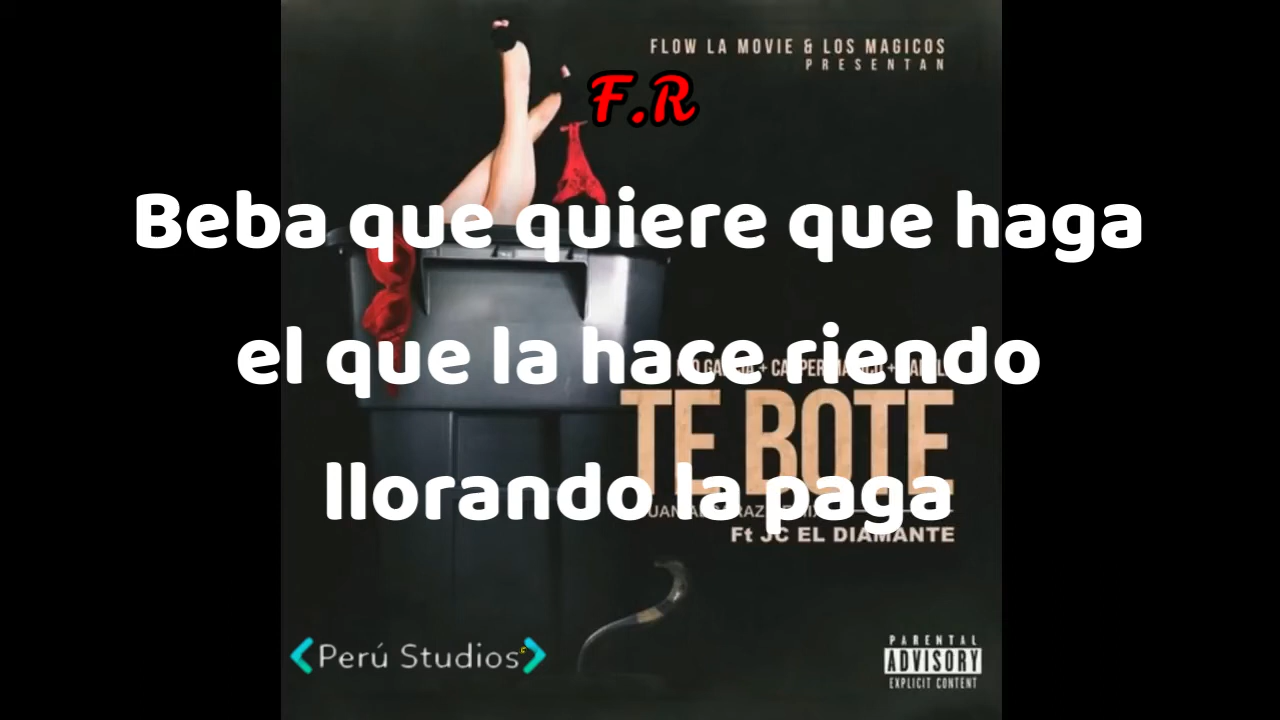 FLOW LA MOVIE & LOS MAGICOS
PRESENTAN
F.R
Beba que quiere que haga
el que la hace riendo
TE BOTE
llorando la paga
Ft JC EL DIAMANTE
Perú Studios
PARENTAL
ADVISORY
EXPLICIT CONTENT